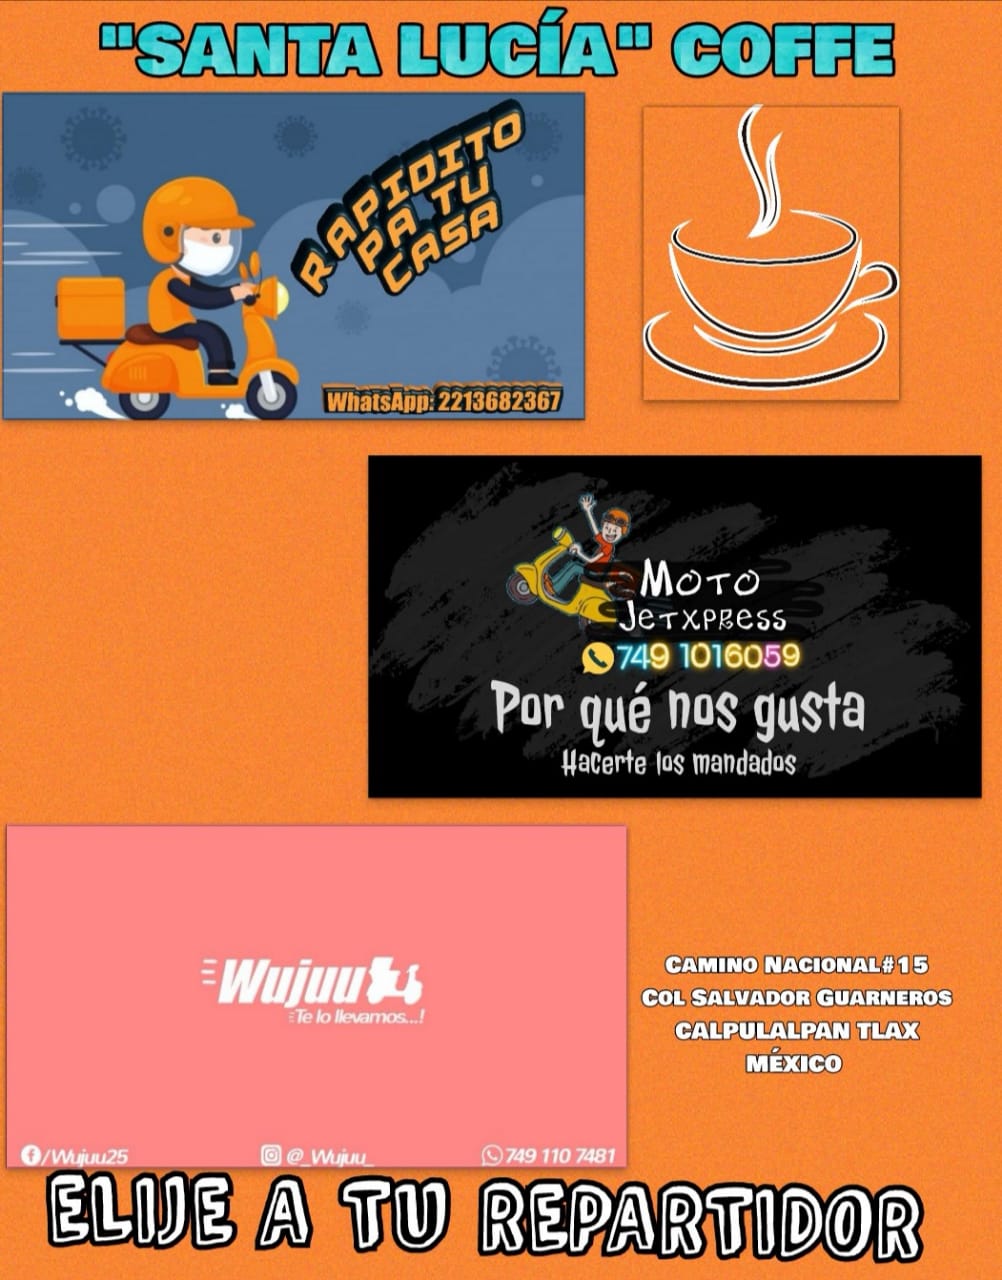 "SANTA LUCÍA" COFFE
RAPIDITO
PA TU
CASA
WhatsApp: 2213682367
Moto
Jetxpress
749 1016059
Por qué nos gusta
Hacerte los mandados
Wujuu
Te lo llevamos...!
/Wujuu25
@_Wujuu_
749 110 7481
Camino Nacional#15
Col Salvador Guarneros
CALPULALPAN TLAX
MÉXICO
ELIJE A TU REPARTIDOR